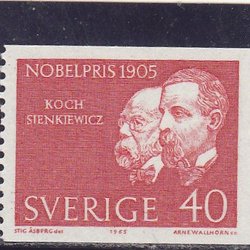 NOBELPRIS 1905
KOCH
SIENKIEWICZ
SVERIGE 40
STIG ÅSBERG del 1965 ARNE WALLHORN sc